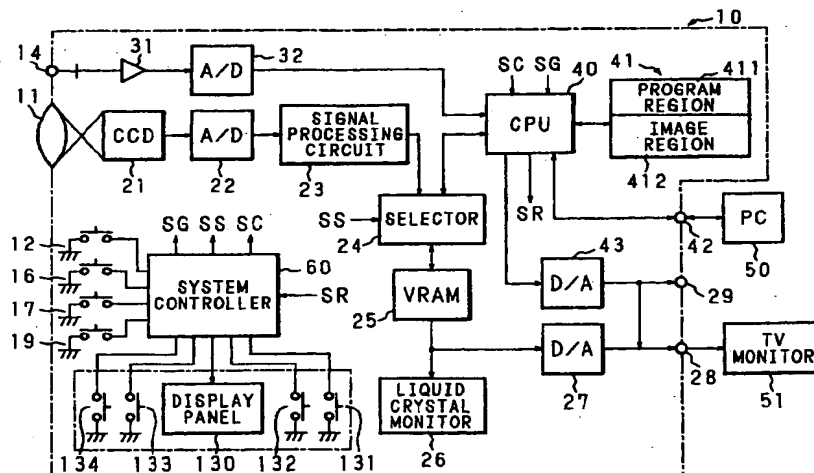 10
14
31
A/D
32
SC SG
40
41
411
11
CCD
21
A/D
22
SIGNAL
PROCESSING
CIRCUIT
23
CPU
PROGRAM
REGION
IMAGE
REGION
412
SR
SS
SELECTOR
24
42
PC
50
12
16
17
19
SG SS SC
60
SYSTEM
CONTROLLER
SR
VRAM
25
43
D/A
29
D/A
27
28
TV
MONITOR
51
LIQUID
CRYSTAL
MONITOR
26
DISPLAY
PANEL
134
133
130
132
131